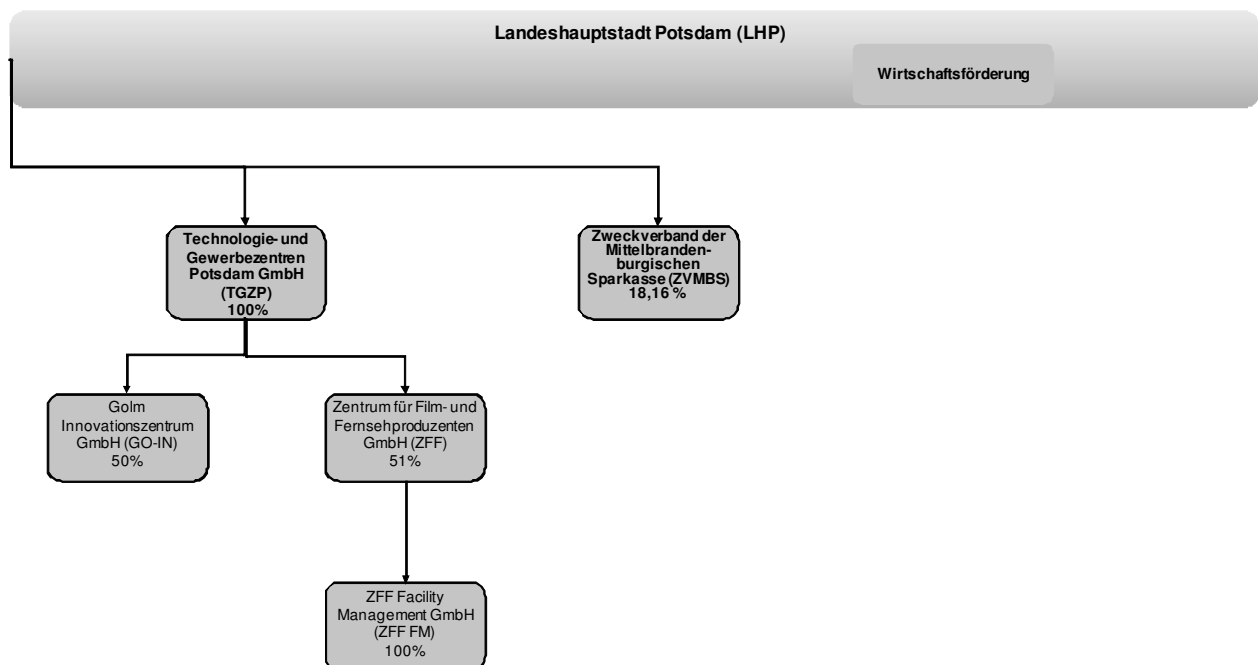 Landeshauptstadt Potsdam (LHP)
Wirtschaftsförderung
Technologie- und
Gewerbezentren
Potsdam GmbH
(TGZP)
100%
Zweckverband der
Mittelbranden-
burgischen
Sparkasse (ZVMBS)
18,16 %
Golm
Innovationszentrum
GmbH (GO-IN)
50%
Zentrum für Film- und
Fernsehproduzenten
GmbH (ZFF)
51%
ZFF Facility
Management GmbH
(ZFF FM)
100%